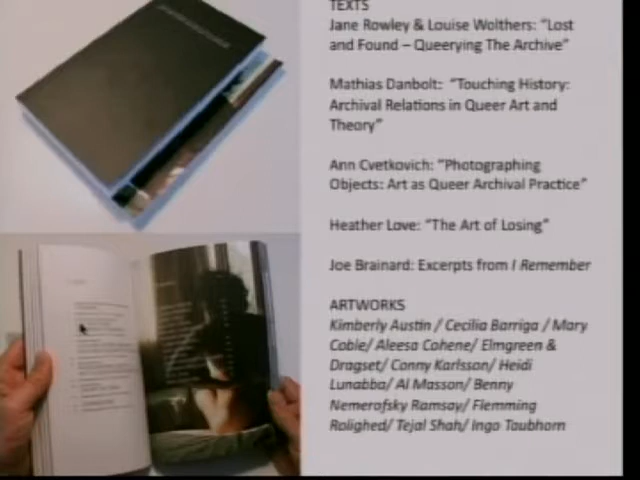 TEXTS
Jane Rowley & Louise Wolthers: "Lost
and Found – Queerying The Archive"
Mathias Danbolt: "Touching History:
Archival Relations in Queer Art and
Theory"
Ann Cvetkovich: "Photographing
Objects: Art as Queer Archival Practice"
Heather Love: "The Art of Losing"
Joe Brainard: Excerpts from I Remember
ARTWORKS
Kimberly Austin / Cecilia Barriga / Mary
Coble/ Aleesa Cohene/ Elmgreen &
Dragset/ Conny Karlsson/ Heidi
Lunabba/ Al Masson/ Benny
Nemerofsky Ramsay/ Flemming
Rolighed/ Tejal Shah/ Ingo Taubhorn